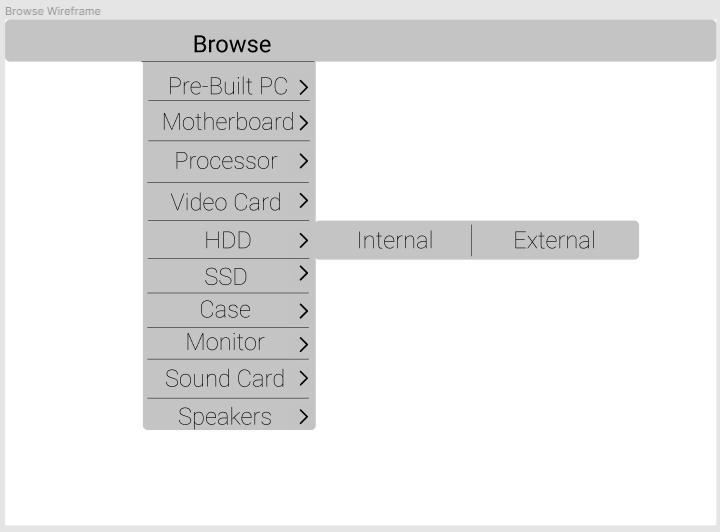 Browse Wireframe
Browse
Pre-Built PC
Motherboard
Processor
Video Card
HDD
Internal
External
SSD
Case
Monitor
Sound Card
Speakers